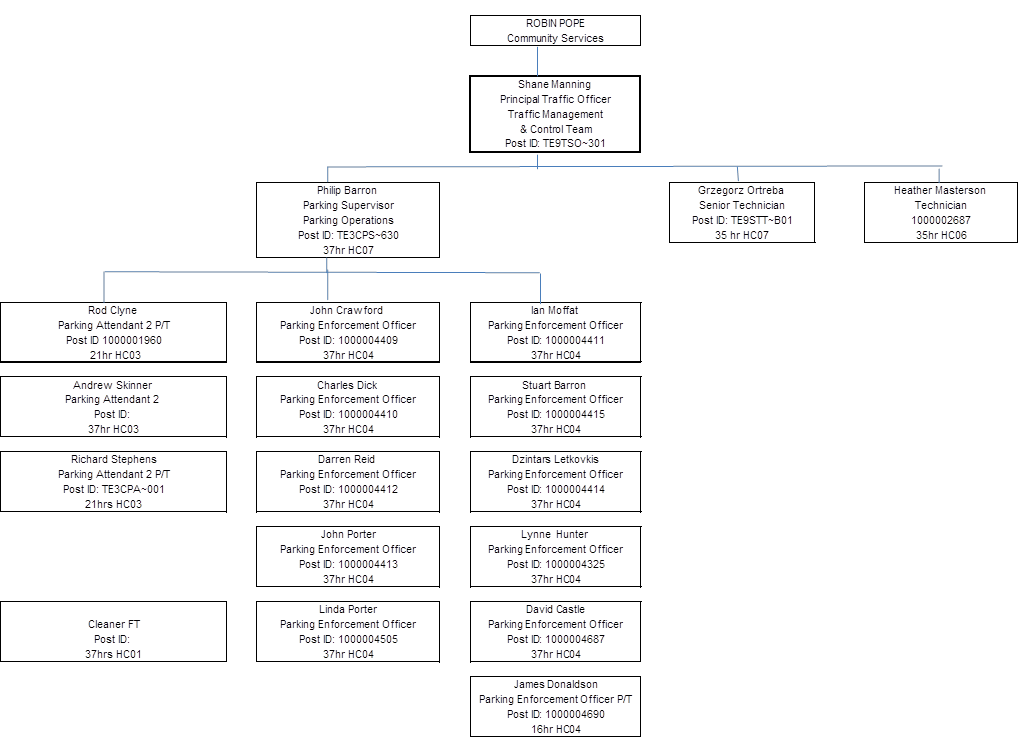 ROBIN POPE
Community Services
Shane Manning
Principal Traffic Officer
Traffic Management
& Control Team
Post ID: TE9TSO~301
Philip Barron
Parking Supervisor
Parking Operations
Post ID: TE3CPS~630
37hr HC07
Grzegorz Ortreba
Senior Technician
Post ID: TE9STT~B01
35 hr HC07
Heather Masterson
Technician
1000002687
35hr HC06
Rod Clyne
Parking Attendant 2 P/T
Post ID 1000001960
21hr HC03
John Crawford
Parking Enforcement Officer
Post ID: 1000004409
37hr HC04
Ian Moffat
Parking Enforcement Officer
Post ID: 1000004411
37hr HC04
Andrew Skinner
Parking Attendant 2
Post ID:
37hr HC03
Charles Dick
Parking Enforcement Officer
Post ID: 1000004410
37hr HC04
Stuart Barron
Parking Enforcement Officer
Post ID: 1000004415
37hr HC04
Richard Stephens
Parking Attendant 2 P/T
Post ID: TE3CPA~001
21hrs HC03
Darren Reid
Parking Enforcement Officer
Post ID: 1000004412
37hr HC04
Dzintars Letkovkis
Parking Enforcement Officer
Post ID: 1000004414
37hr HC04
John Porter
Parking Enforcement Officer
Post ID: 1000004413
37hr HC04
Lynne Hunter
Parking Enforcement Officer
Post ID: 1000004325
37hr HC04
Cleaner FT
Post ID:
37hrs HC01
Linda Porter
Parking Enforcement Officer
Post ID: 1000004505
37hr HC04
David Castle
Parking Enforcement Officer
Post ID: 1000004687
37hr HC04
James Donaldson
Parking Enforcement Officer P/T
Post ID: 1000004690
16hr HC04